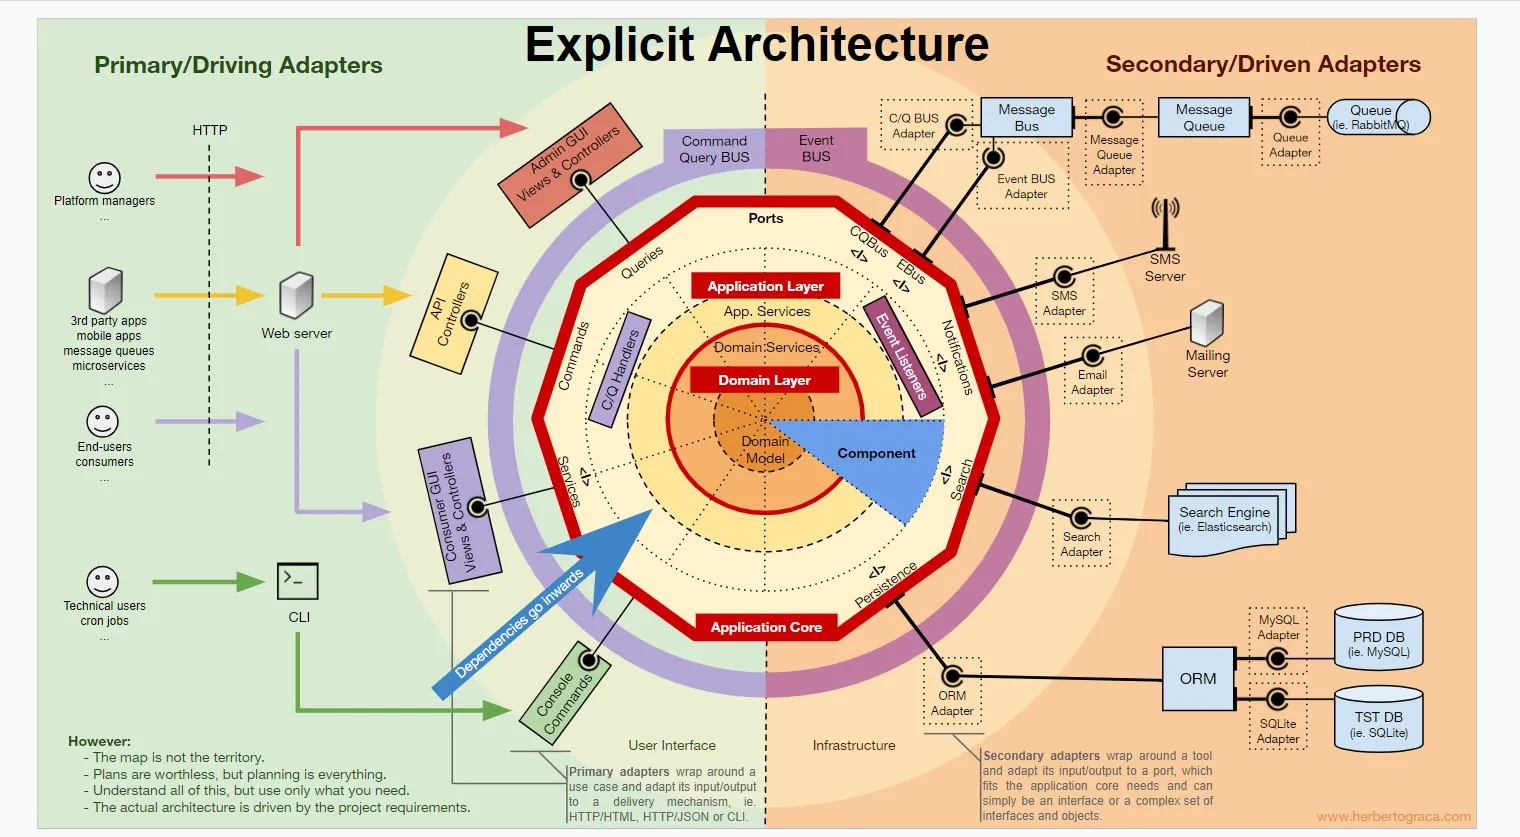 Explicit Architecture
Primary/Driving Adapters
Secondary/Driven Adapters
HTTP
Platform managers
...
3rd party apps
mobile apps
message queues
microservices
...
End-users
consumers
...
Technical users
cron jobs
...
Web server
CLI
Admin GUI
Views & Controllers
API
Controllers
Consumer GUI
Views & Controllers
Console
Commands
Dependencies go inwards
Command
Query BUS
Event
BUS
Ports
Queries
Commands
Services
</>
CQBus
</>
EBus
</>
Notifications
</>
Search
</>
Persistence
</>
Application Layer
App. Services
Domain Services
Domain Layer
Domain
Model
C/Q Handlers
Event Listeners
Component
Application Core
User Interface
Infrastructure
C/Q BUS
Adapter
Message
Bus
Event BUS
Adapter
Message
Queue
Adapter
Message
Queue
Queue
Adapter
Queue
(ie. RabbitMQ)
SMS
Adapter
SMS
Server
Email
Adapter
Mailing
Server
Search
Adapter
Search Engine
(ie. Elasticsearch)
ORM
Adapter
ORM
MySQL
Adapter
PRD DB
(ie. MySQL)
SQLite
Adapter
TST DB
(ie. SQLite)
However:
- The map is not the territory.
- Plans are worthless, but planning is everything.
- Understand all of this, but use only what you need.
- The actual architecture is driven by the project requirements.
Primary adapters wrap around a
use case and adapt its input/output
to a delivery mechanism, ie.
HTTP/HTML, HTTP/JSON or CLI.
Secondary adapters wrap around a tool
and adapt its input/output to a port, which
fits the application core needs and can
simply be an interface or a complex set of
interfaces and objects.
www.herbertograca.com